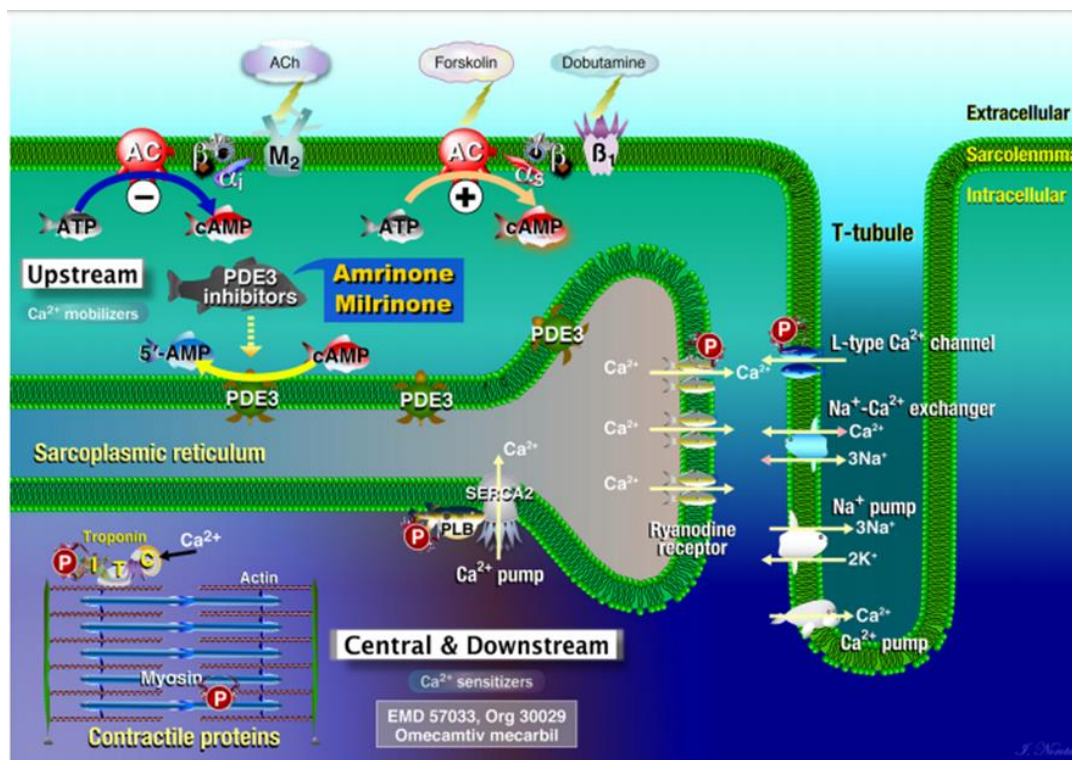 ACh
Forskolin
Dobutamine
Extracellular
AC
β
αi
M2
AC
αs
β
ß1
Sarcolenmma
−
+
Intracellular
ATP
cAMP
ATP
cAMP
T-tubule
Upstream
Ca2+ mobilizers
PDE3
inhibitors
Amrinone
Milrinone
PDE3
P
P
L-type Ca2+ channel
5'-AMP
cAMP
Ca2+
Ca2+
PDE3
PDE3
Na+-Ca2+ exchanger
Ca2+
Ca2+
3Na+
Sarcoplasmic reticulum
Ca2+
Ca2+
SERCA2
Na+ pump
3Na+
Ryanodine
receptor
P
PLB
2K+
Ca2+ pump
Troponin
Ca2+
P
I
T
C
Actin
Ca2+
Ca2+ pump
Central & Downstream
Ca2+ sensitizers
Myosin
P
EMD 57033, Org 30029
Omecamtiv mecarbil
Contractile proteins